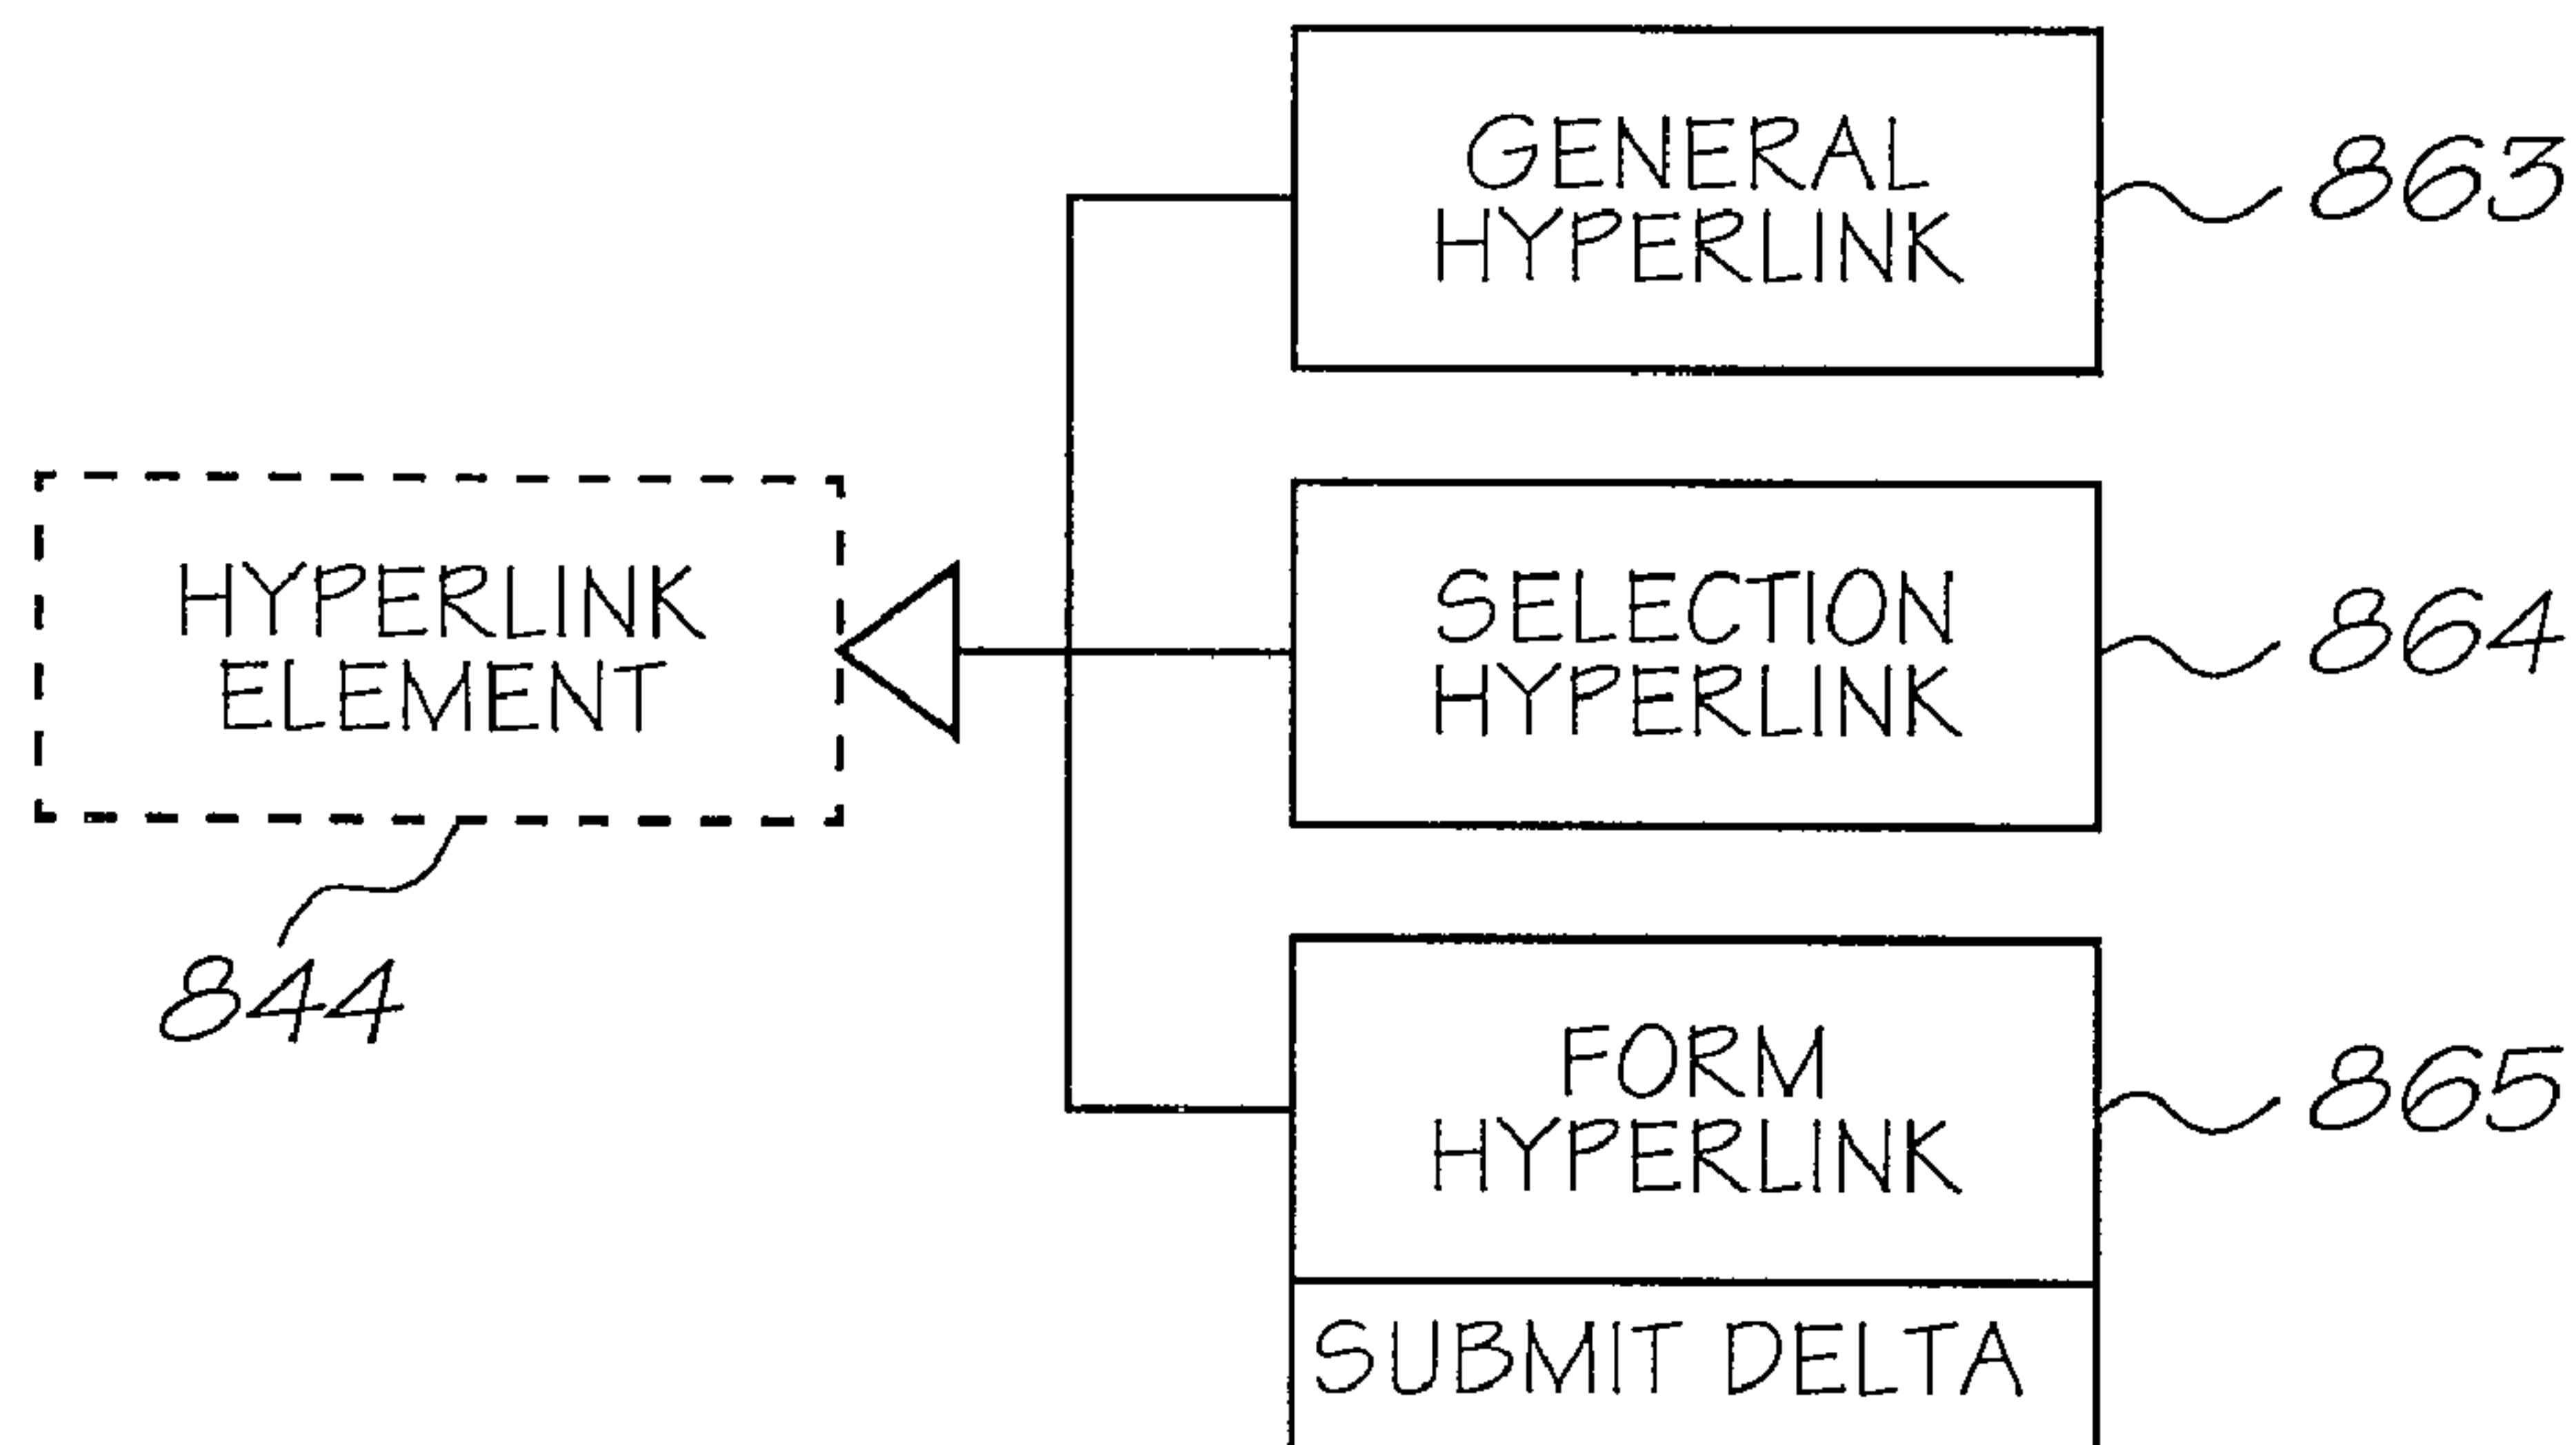 GENERAL
HYPERLINK
863
HYPERLINK
ELEMENT
844
SELECTION
HYPERLINK
864
FORM
HYPERLINK
865
SUBMIT DELTA